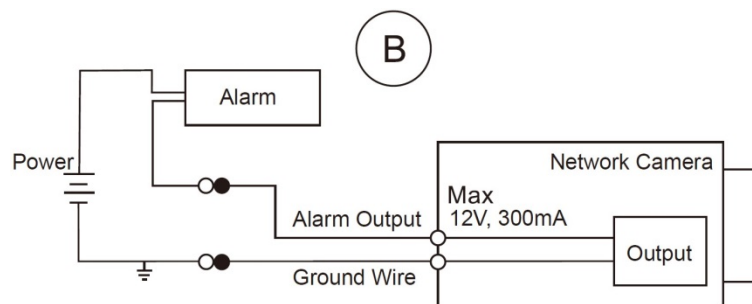 B
Alarm
Power
Network Camera
Max
12V, 300mA
Alarm Output
Output
Ground Wire